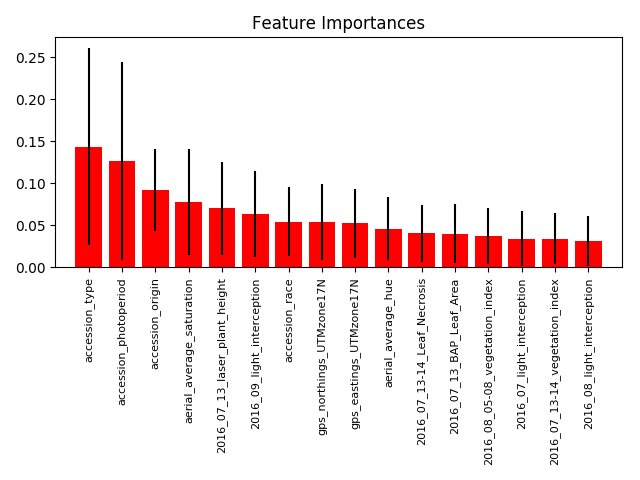 Feature Importances
0.25
0.20
0.15
0.10
0.05
0.00
accession_type
accession_photoperiod
accession_origin
aerial_average_saturation
2016_07_13_laser_plant_height
2016_09_light_interception
accession_race
gps_northings_UTMzone17N
gps_eastings_UTMzone17N
aerial_average_hue
2016_07_13-14_Leaf_Necrosis
2016_07_13_BAP_Leaf_Area
2016_08_05-08_vegetation_index
2016_07_light_interception
2016_07_13-14_vegetation_index
2016_08_light_interception